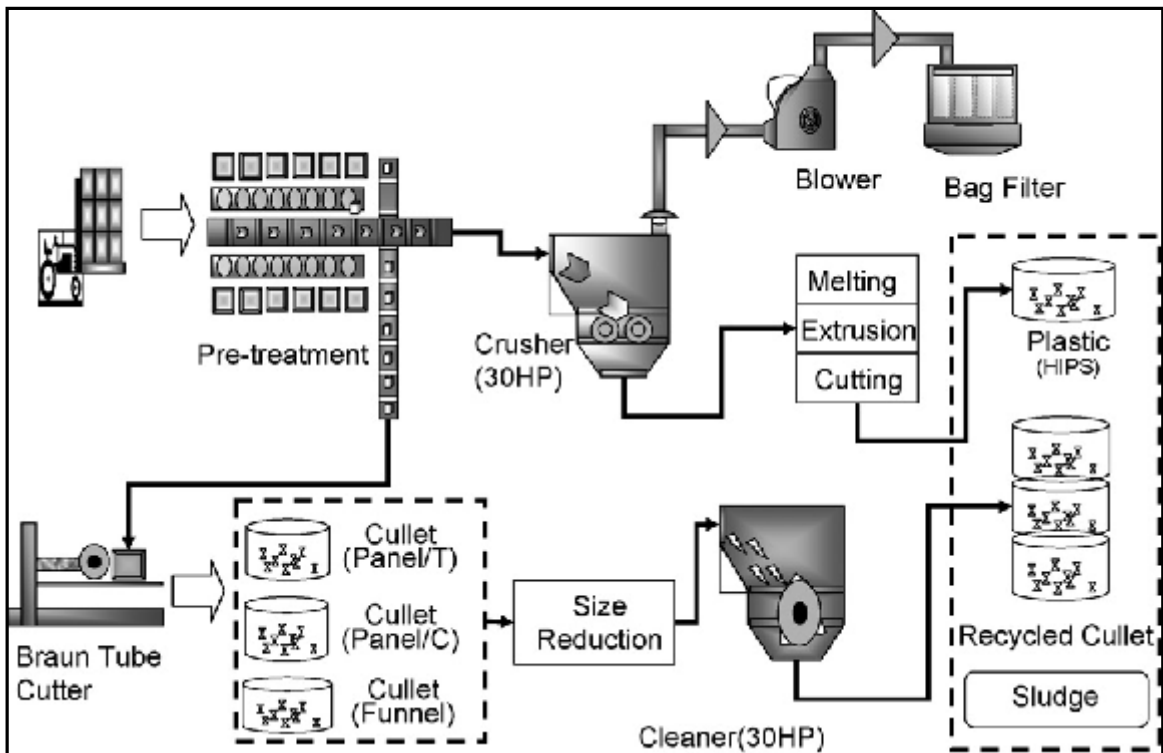 Blower
Bag Filter
Pre-treatment
Crusher
(30HP)
Melting
Extrusion
Cutting
Plastic
(HIPS)
Braun Tube
Cutter
Cullet
(Panel/T)
Cullet
(Panel/C)
Cullet
(Funnel)
Size
Reduction
Cleaner(30HP)
Recycled Cullet
Sludge